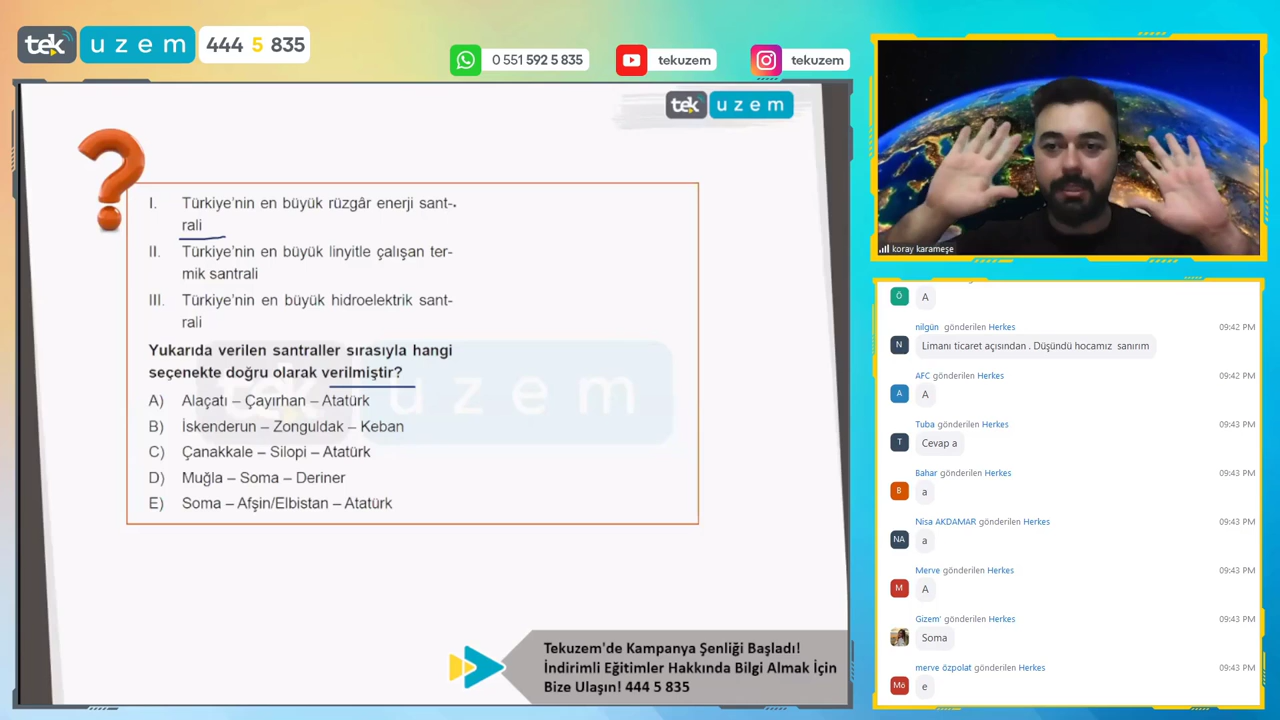 tek uzem 444 5 835
0 551 592 5 835
tekuzem
tekuzem
tek uzem
I. Türkiye'nin en büyük rüzgâr enerji sant-
rali
II. Türkiye'nin en büyük linyitle çalışan ter-
mik santrali
III. Türkiye'nin en büyük hidroelektrik sant-
rali
Yukarıda verilen santraller sırasıyla hangi
seçenekte doğru olarak verilmiştir?
A) Alaçatı – Çayırhan – Atatürk
B) İskenderun – Zonguldak – Keban
C) Çanakkale – Silopi – Atatürk
D) Muğla – Soma – Deriner
E) Soma – Afşin/Elbistan – Atatürk
tek uzem
Tekuzem'de Kampanya Şenliği Başladı!
İndirimli Eğitimler Hakkında Bilgi Almak İçin
Bize Ulaşın! 444 5 835
koray karameşe
Ö A
nilgün gönderilen Herkes 09:42 PM
N Limanı ticaret açısından . Düşündü hocamız sanırım
AFC gönderilen Herkes 09:42 PM
A A
Tuba gönderilen Herkes 09:43 PM
T Cevap a
Bahar gönderilen Herkes 09:43 PM
B a
Nisa AKDAMAR gönderilen Herkes 09:43 PM
NA a
Merve gönderilen Herkes 09:43 PM
M A
Gizem' gönderilen Herkes 09:43 PM
Soma
merve özpolat gönderilen Herkes 09:43 PM
Mö e